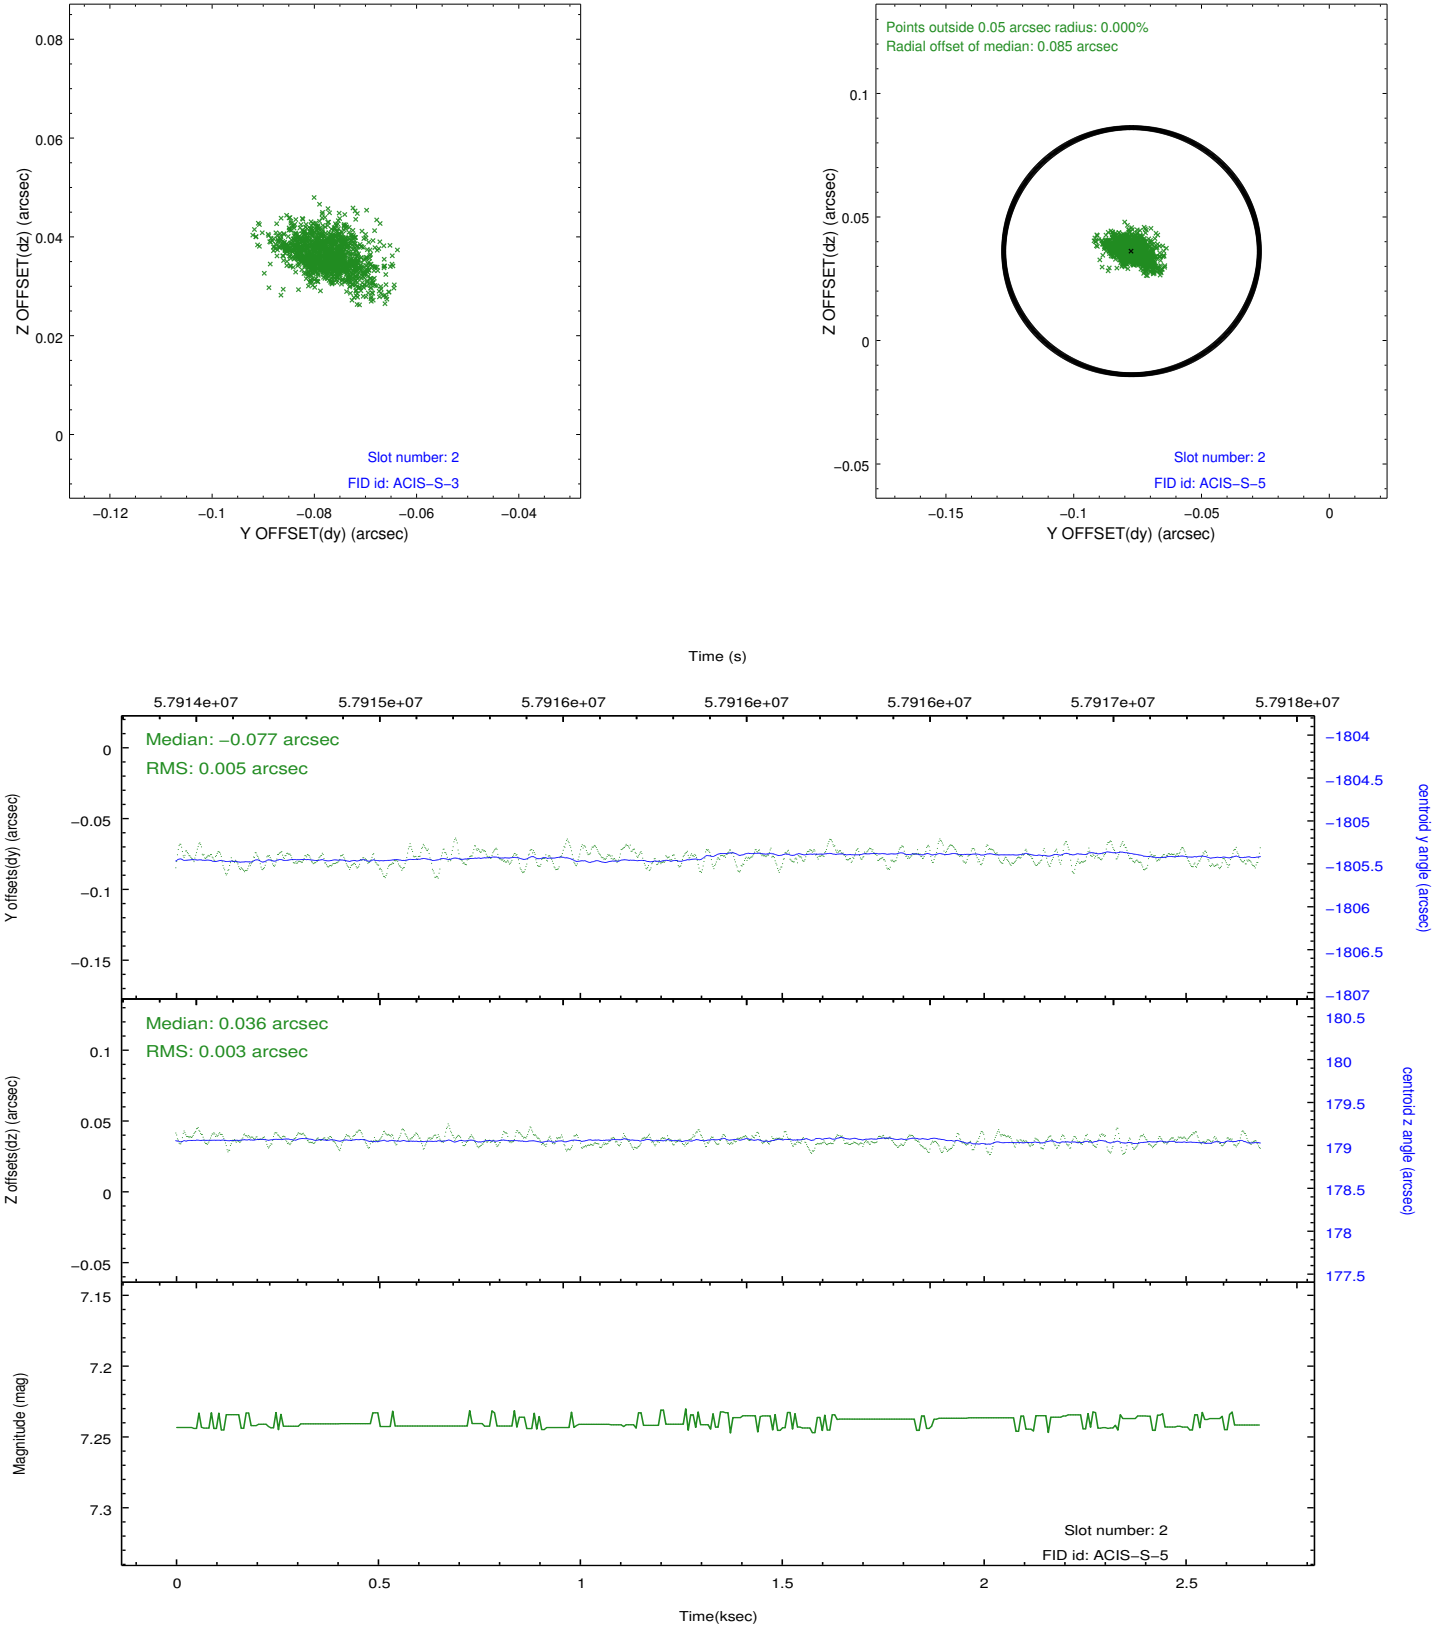 0.08
0.06
0.04
0.02
0
Z OFFSET(dz) (arcsec)
Slot number: 2
FID id: ACIS−S−3
−0.12
−0.1
−0.08
−0.06
−0.04
Y OFFSET(dy) (arcsec)
Points outside 0.05 arcsec radius: 0.000%
Radial offset of median: 0.085 arcsec
0.1
0.05
0
−0.05
Z OFFSET(dz) (arcsec)
Slot number: 2
FID id: ACIS−S−5
−0.15
−0.1
−0.05
0
Y OFFSET(dy) (arcsec)
Time (s)
5.7914e+07
5.7915e+07
5.7916e+07
5.7916e+07
5.7916e+07
5.7917e+07
5.7918e+07
Median: −0.077 arcsec
RMS: 0.005 arcsec
0
−0.05
−0.1
−0.15
Y offsets(dy) (arcsec)
−1804
−1804.5
−1805
−1805.5
−1806
−1806.5
−1807
centroid y angle (arcsec)
Median: 0.036 arcsec
RMS: 0.003 arcsec
0.1
0.05
0
−0.05
Z offsets(dz) (arcsec)
180.5
180
179.5
179
178.5
178
177.5
centroid z angle (arcsec)
7.15
7.2
7.25
7.3
Magnitude (mag)
Slot number: 2
FID id: ACIS−S−5
0
0.5
1
1.5
2
2.5
Time(ksec)